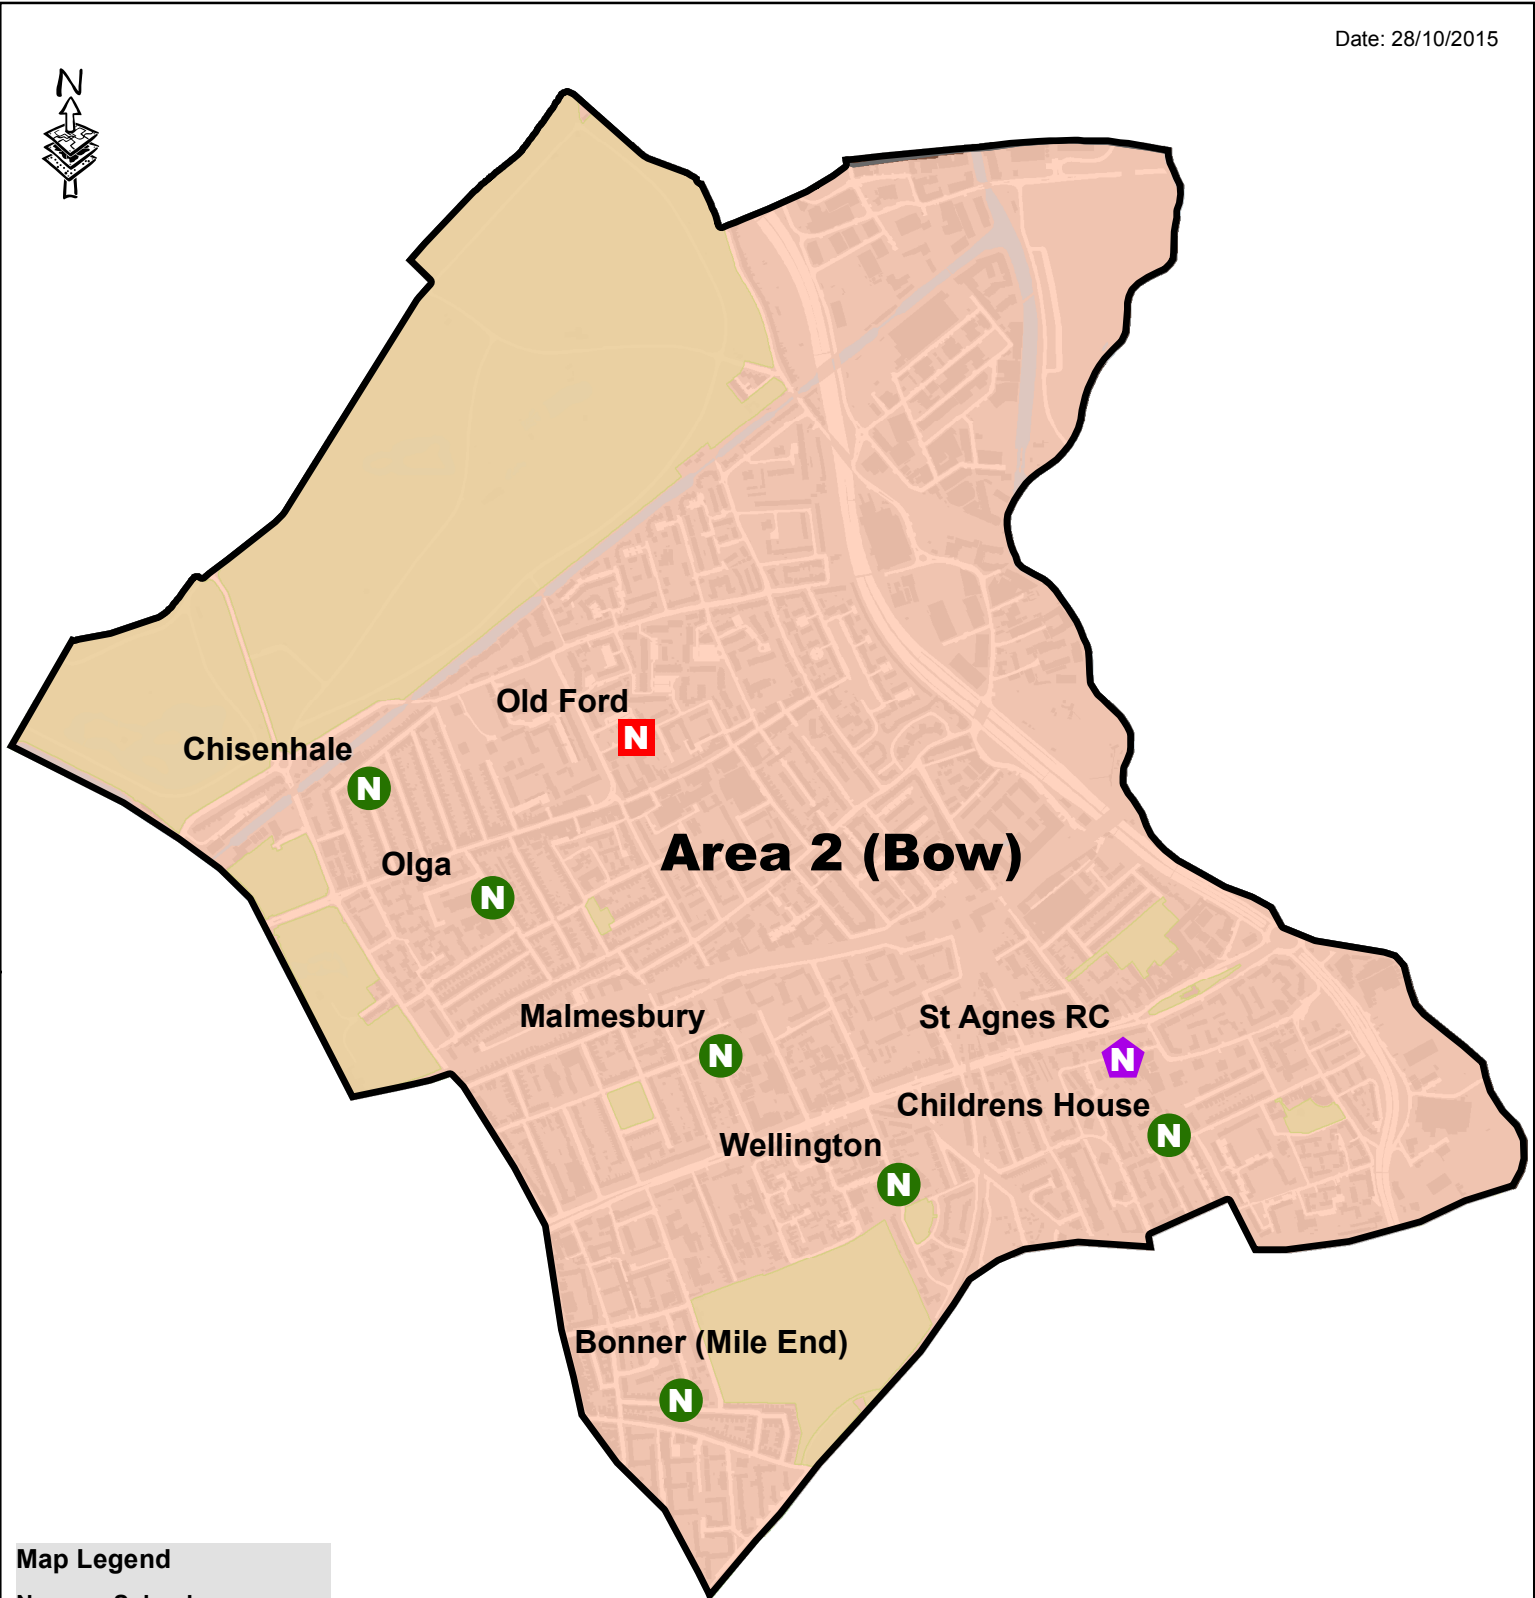 Date: 28/10/2015
N
Old Ford
N
Chisenhale
N
Olga
N
Area 2 (Bow)
Malmesbury
N
St Agnes RC
N
Childrens House
N
Wellington
N
Bonner (Mile End)
N
Map Legend